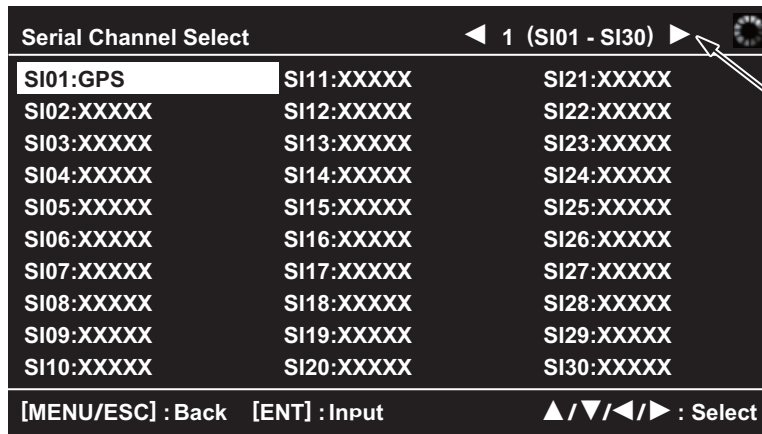 Serial Channel Select ◀ 1 (SI01 - SI30) ▶
SI01:GPS SI11:XXXXX SI21:XXXXX
SI02:XXXXX SI12:XXXXX SI22:XXXXX
SI03:XXXXX SI13:XXXXX SI23:XXXXX
SI04:XXXXX SI14:XXXXX SI24:XXXXX
SI05:XXXXX SI15:XXXXX SI25:XXXXX
SI06:XXXXX SI16:XXXXX SI26:XXXXX
SI07:XXXXX SI17:XXXXX SI27:XXXXX
SI08:XXXXX SI18:XXXXX SI28:XXXXX
SI09:XXXXX SI19:XXXXX SI29:XXXXX
SI10:XXXXX SI20:XXXXX SI30:XXXXX
[MENU/ESC] : Back [ENT] : Input ▲/▼/◀/▶ : Select